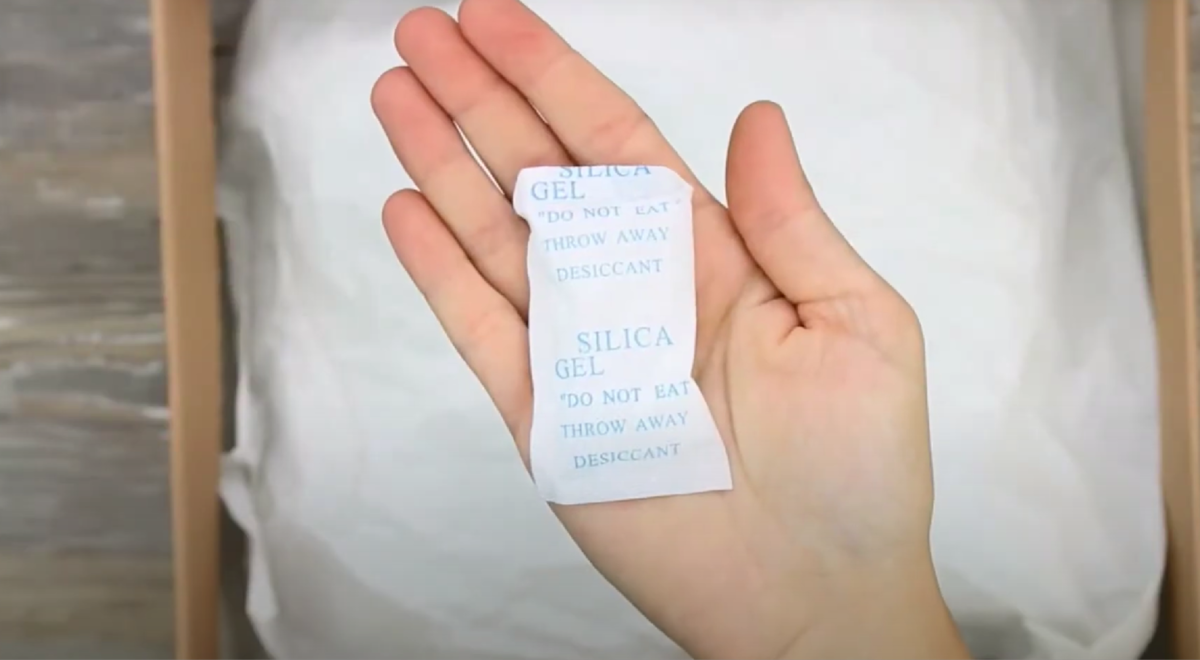 SILICA
GEL
"DO NOT EAT"
THROW AWAY
DESICCANT
SILICA
GEL
"DO NOT EAT
THROW AWAY
DESICCANT